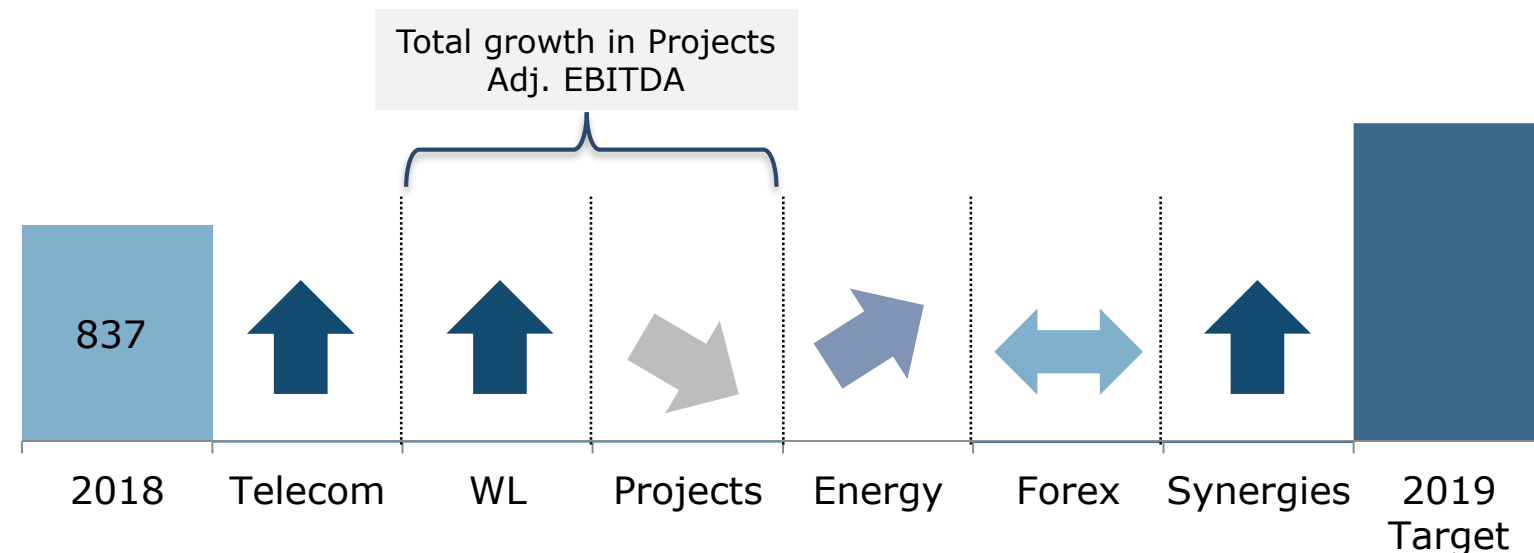 Total growth in Projects
Adj. EBITDA
837
2018
Telecom
WL
Projects
Energy
Forex
Synergies
2019
Target